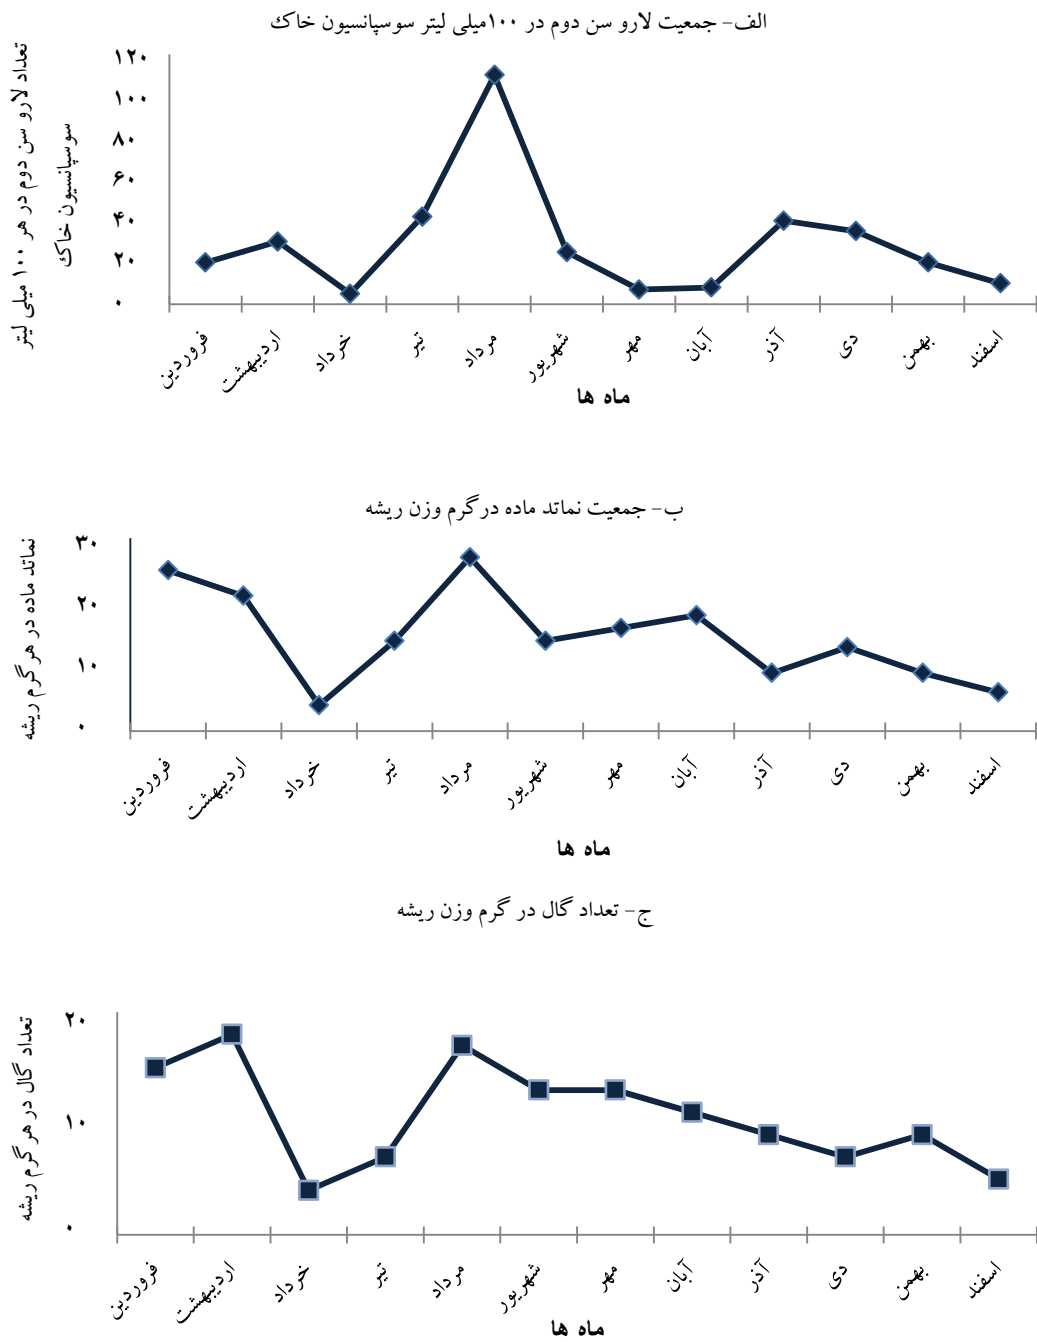 الف- جمعیت لارو سن دوم در ۱۰۰میلی لیتر سوسپانسیون خاک
تعداد لارو سن دوم در هر ۱۰۰ میلی لیتر
سوسپانسیون خاک
۱۲۰
۱۰۰
۸۰
۶۰
۴۰
۲۰
۰
فروردین اردیبهشت خرداد تیر مرداد شهریور مهر آبان آذر دی بهمن اسفند
ماه ها
ب- جمعیت نماتد ماده درگرم وزن ریشه
نماتد ماده در هرگرم ریشه
۳۰
۲۰
۱۰
۰
فروردین اردیبهشت خرداد تیر مرداد شهریور مهر آبان آذر دی بهمن اسفند
ماه ها
ج- تعداد گال در گرم وزن ریشه
تعداد گال در هرگرم ریشه
۲۰
۱۰
۰
فروردین اردیبهشت خرداد تیر مرداد شهریور مهر آبان آذر دی بهمن اسفند
ماه ها